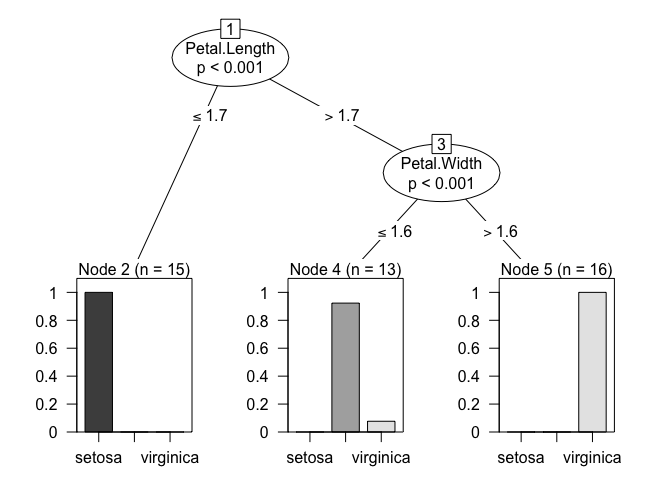 1
Petal.Length
p < 0.001
≤ 1.7
> 1.7
3
Petal.Width
p < 0.001
≤ 1.6
> 1.6
Node 2 (n = 15)
1
0.8
0.6
0.4
0.2
0
setosa virginica
Node 4 (n = 13)
1
0.8
0.6
0.4
0.2
0
setosa virginica
Node 5 (n = 16)
1
0.8
0.6
0.4
0.2
0
setosa virginica